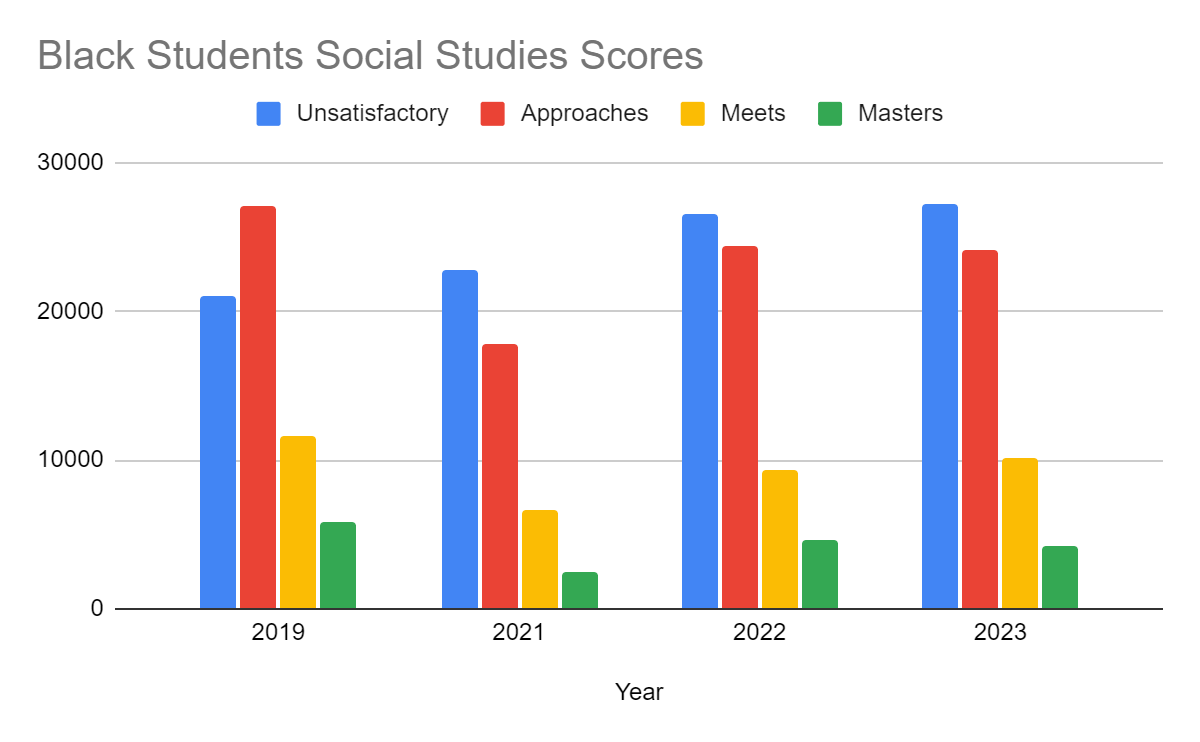 Black Students Social Studies Scores
Unsatisfactory Approaches Meets Masters
30000
20000
10000
0
2019 2021 2022 2023
Year